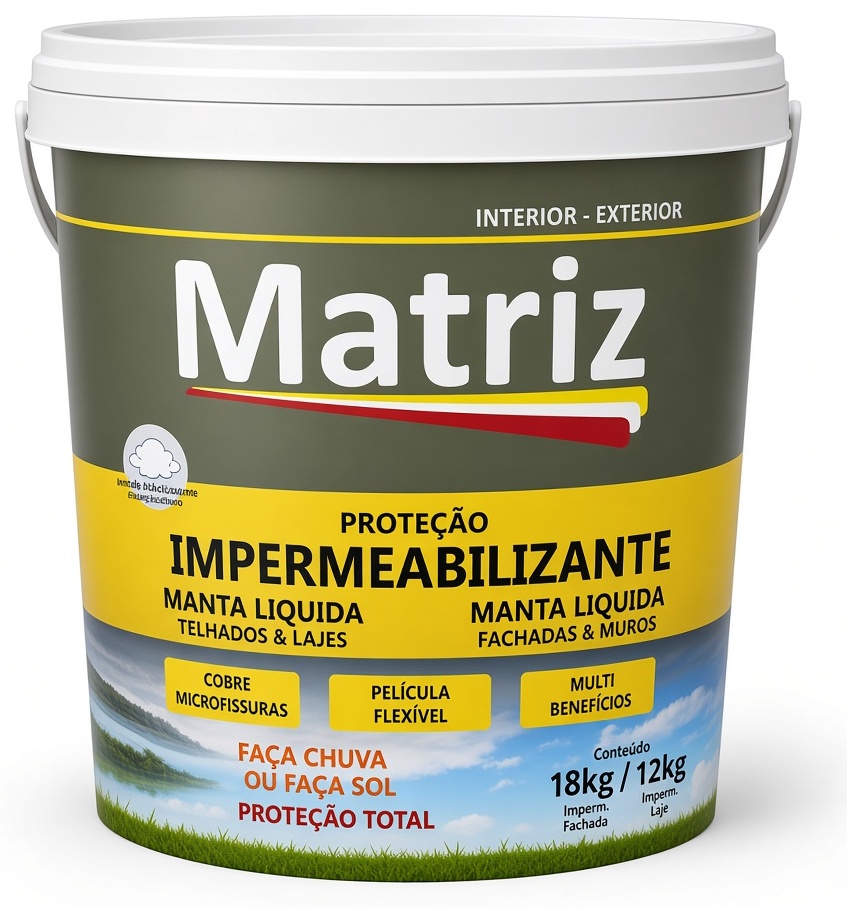 INTERIOR - EXTERIOR
Matriz
PROTEÇÃO
IMPERMEABILIZANTE
MANTA LIQUIDA
TELHADOS & LAJES
MANTA LIQUIDA
FACHADAS & MUROS
COBRE
MICROFISSURAS
PELÍCULA
FLEXÍVEL
MULTI
BENEFÍCIOS
FAÇA CHUVA
OU FAÇA SOL
PROTEÇÃO TOTAL
Conteúdo
18kg / 12kg
Imperm.
Fachada
Imperm.
Laje